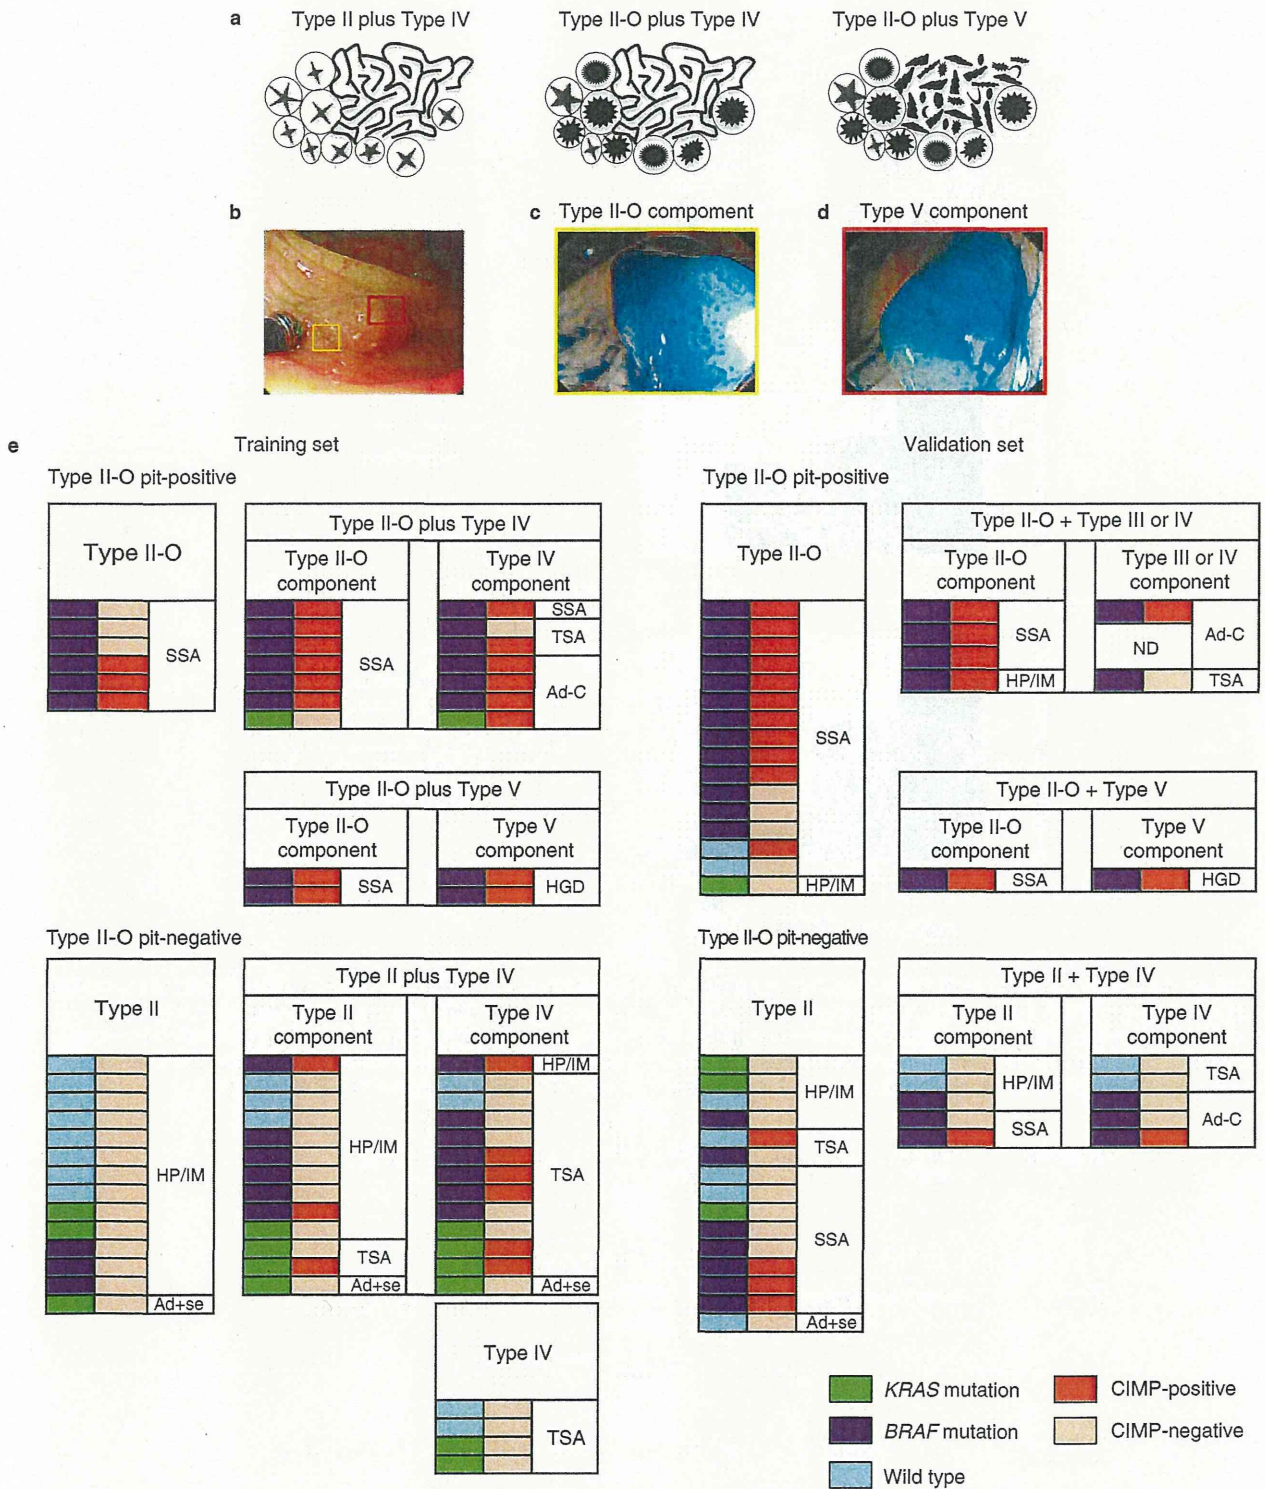 a
Type II plus Type IV
Type II-O plus Type IV
Type II-O plus Type V
b
c Type II-O compoment
d Type V component
e
Training set
Validation set
Type II-O pit-positive
Type II-O
SSA
Type II-O plus Type IV
Type II-O
component
Type IV
component
SSA
SSA
TSA
Ad-C
Type II-O plus Type V
Type II-O
component
Type V
component
SSA
HGD
Type II-O pit-positive
Type II-O
SSA
HP/IM
Type II-O + Type III or IV
Type II-O
component
Type III or IV
component
SSA
HP/IM
ND
Ad-C
TSA
Type II-O + Type V
Type II-O
component
Type V
component
SSA
HGD
Type II-O pit-negative
Type II
HP/IM
Ad+se
Type II plus Type IV
Type II
component
Type IV
component
HP/IM
TSA
Ad+se
HP/IM
TSA
Ad+se
Type IV
TSA
Type II-O pit-negative
Type II
HP/IM
TSA
SSA
Ad+se
Type II + Type IV
Type II
component
Type IV
component
HP/IM
SSA
TSA
Ad-C
KRAS mutation
CIMP-positive
BRAF mutation
CIMP-negative
Wild type